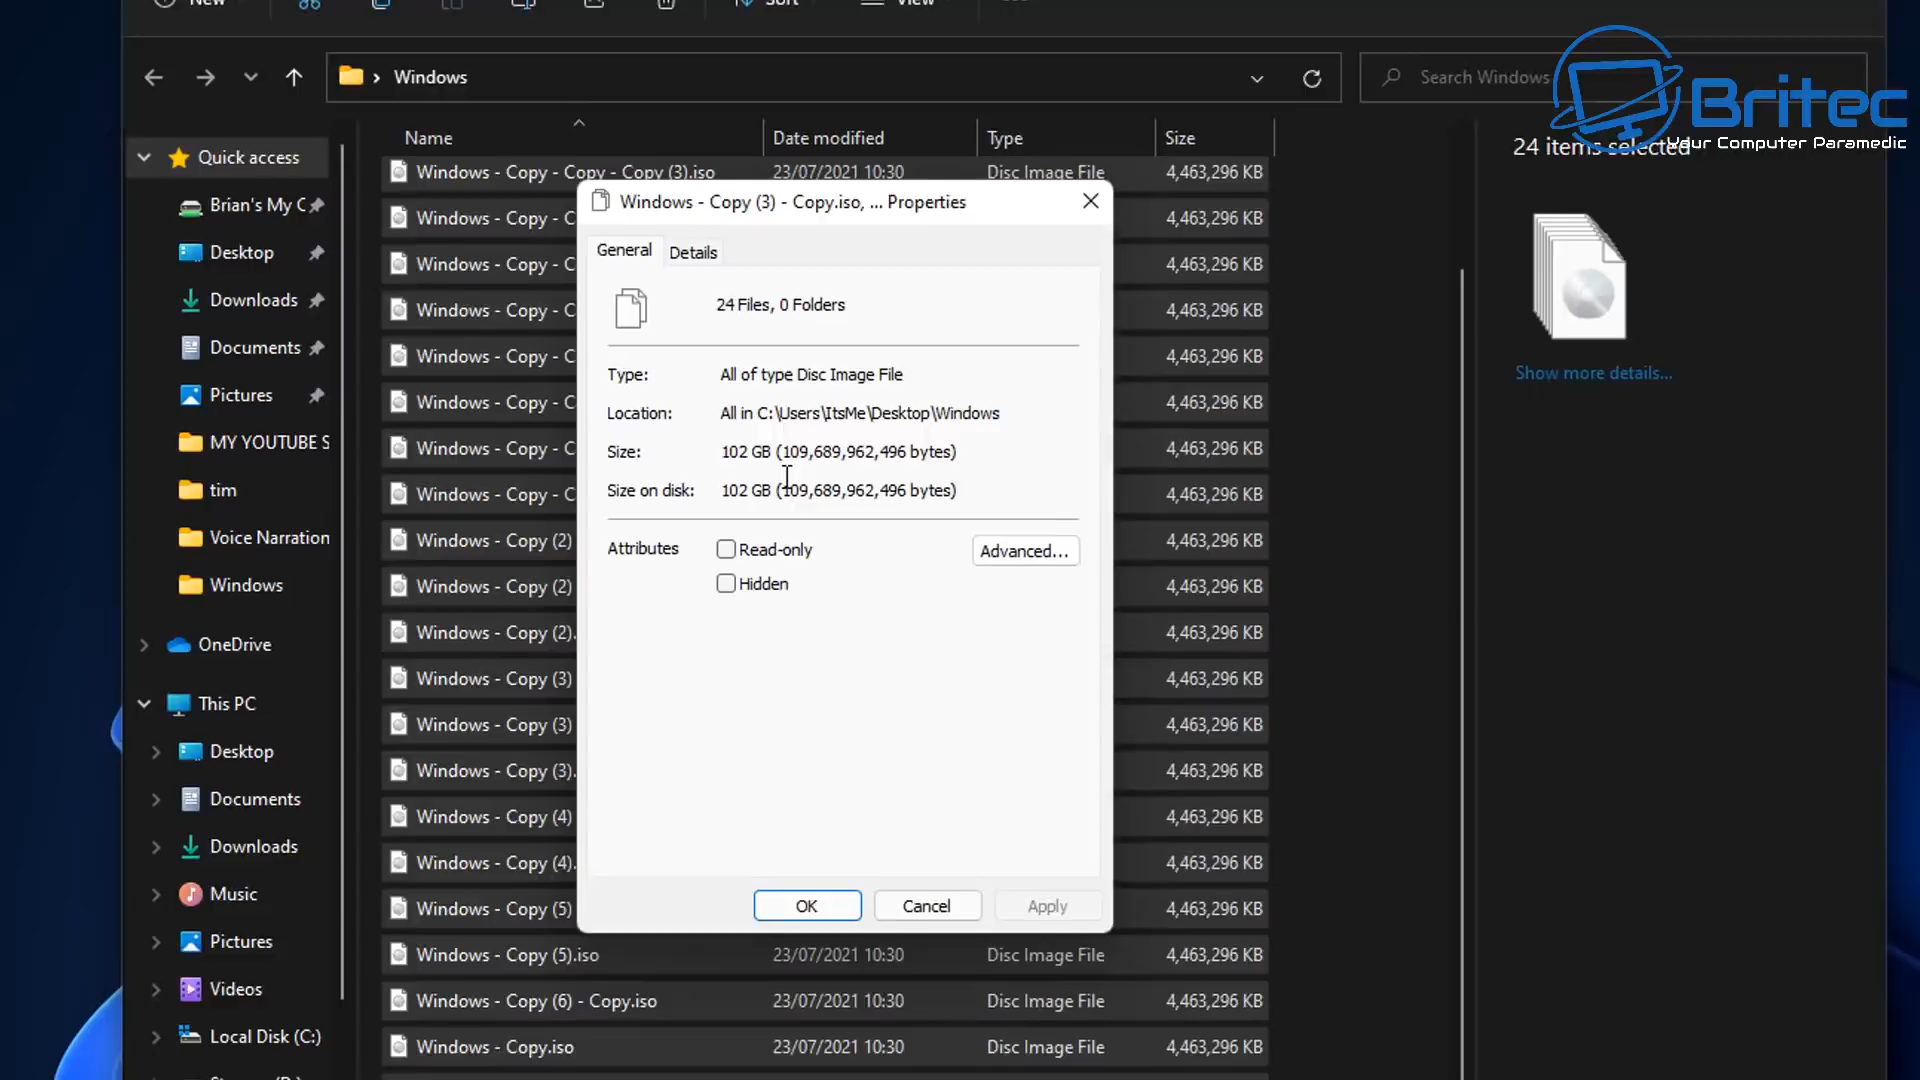 New
Sort
View
Windows
Search Windows
Britec
Your Computer Paramedic
Name
Date modified
Type
Size
24 items selected
Show more details...
Quick access
Brian's My C
Desktop
Downloads
Documents
Pictures
MY YOUTUBE S
tim
Voice Narration
Windows
OneDrive
This PC
Desktop
Documents
Downloads
Music
Pictures
Videos
Local Disk (C:)
Windows - Copy - Copy - Copy (3).iso 23/07/2021 10:30 Disc Image File 4,463,296 KB
Windows - Copy - C 4,463,296 KB
Windows - Copy - C 4,463,296 KB
Windows - Copy - C 4,463,296 KB
Windows - Copy - C 4,463,296 KB
Windows - Copy - C 4,463,296 KB
Windows - Copy - C 4,463,296 KB
Windows - Copy - C 4,463,296 KB
Windows - Copy (2) 4,463,296 KB
Windows - Copy (2) 4,463,296 KB
Windows - Copy (2). 4,463,296 KB
Windows - Copy (3) 4,463,296 KB
Windows - Copy (3) 4,463,296 KB
Windows - Copy (3). 4,463,296 KB
Windows - Copy (4) 4,463,296 KB
Windows - Copy (4). 4,463,296 KB
Windows - Copy (5) 4,463,296 KB
Windows - Copy (5).iso 23/07/2021 10:30 Disc Image File 4,463,296 KB
Windows - Copy (6) - Copy.iso 23/07/2021 10:30 Disc Image File 4,463,296 KB
Windows - Copy.iso 23/07/2021 10:30 Disc Image File 4,463,296 KB
Windows - Copy (3) - Copy.iso, ... Properties
General
Details
24 Files, 0 Folders
Type: All of type Disc Image File
Location: All in C:\Users\ItsMe\Desktop\Windows
Size: 102 GB (109,689,962,496 bytes)
Size on disk: 102 GB (109,689,962,496 bytes)
Attributes
Read-only
Advanced...
Hidden
OK
Cancel
Apply